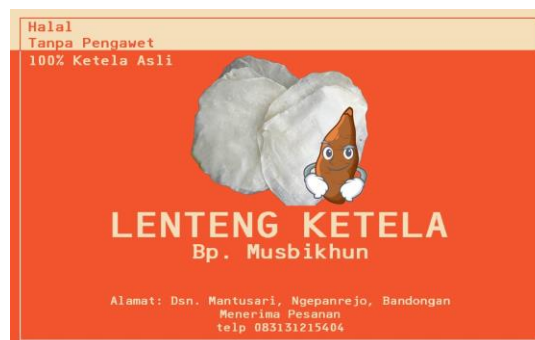 Halal
Tanpa Pengawet
100% Ketela Asli
LENTENG KETELA
Bp. Musbikhun
Alamat: Dsn. Mantusari, Ngepanrejo, Bandongan
Menerima Pesanan
telp 083131215404